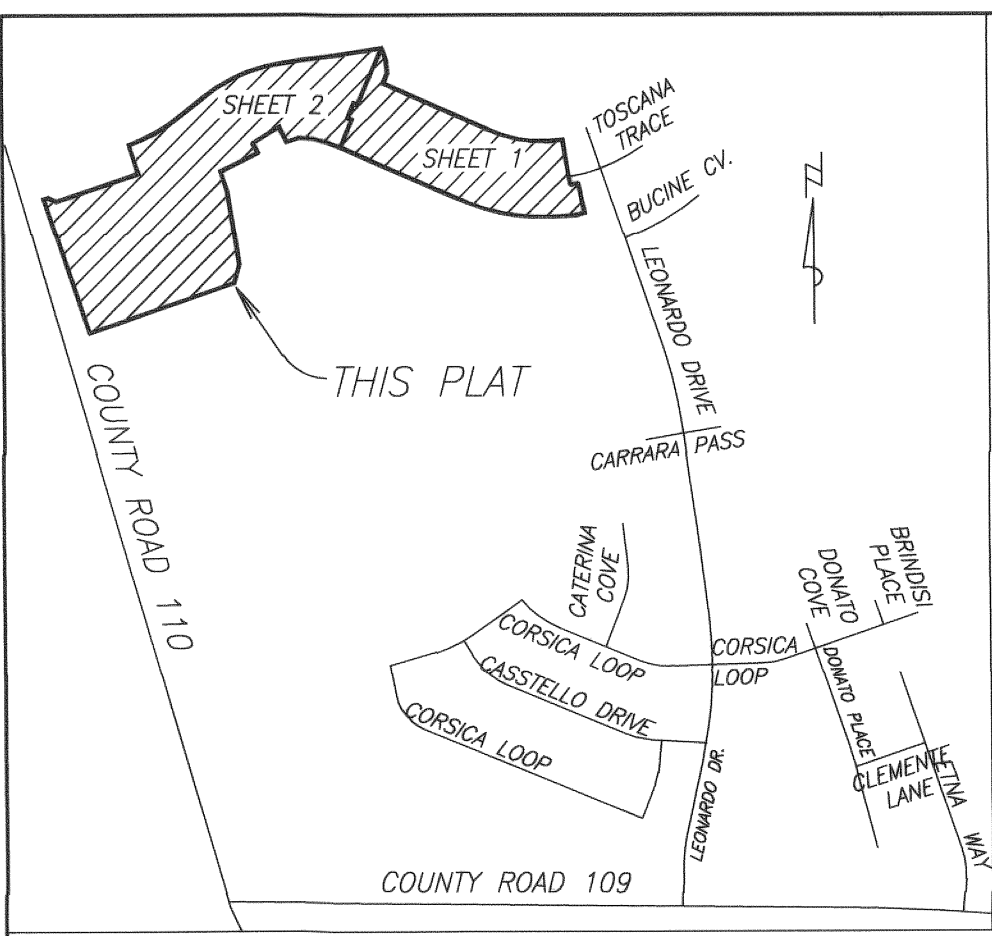 SHEET 2
SHEET 1
TOSCANA
TRACE
BUCINE CV.
N
LEONARDO DRIVE
THIS PLAT
COUNTY ROAD 110
CARRARA PASS
CATERINA
COVE
DONATO
COVE
BRINDISI
PLACE
CORSICA LOOP
CORSICA
LOOP
CASSTELLO DRIVE
CORSICA LOOP
DONATO PLACE
LEONARDO DR.
CLEMENTE
LANE
ETNA WAY
COUNTY ROAD 109